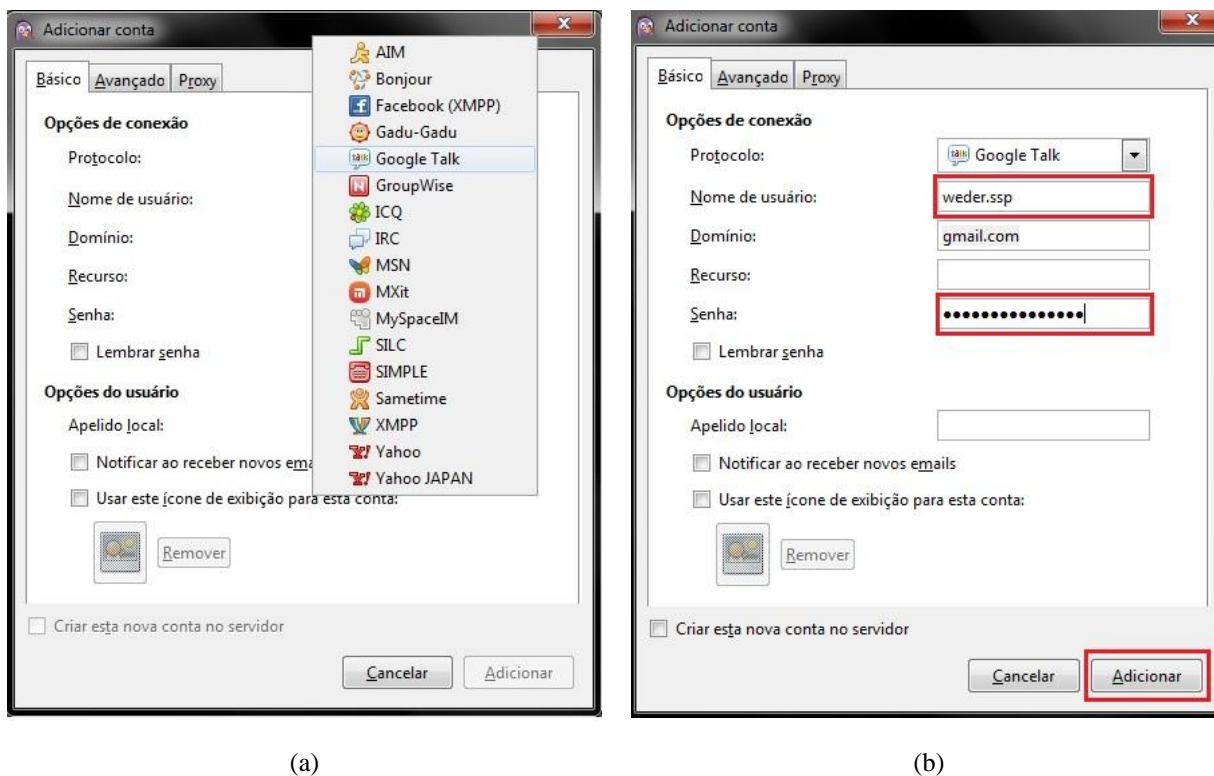 Adicionar conta
Básico Avançado Proxy
Opções de conexão
Protocolo:
Nome de usuário:
Domínio:
Recurso:
Senha:
Lembrar senha
Opções do usuário
Apelido local:
Notificar ao receber novos ema
Usar este ícone de exibição para esta conta:
Remover
Criar esta nova conta no servidor
Cancelar Adicionar
AIM
Bonjour
Facebook (XMPP)
Gadu-Gadu
talk Google Talk
GroupWise
ICQ
IRC
MSN
MXit
MySpaceIM
SILC
SIMPLE
Sametime
XMPP
Yahoo
Yahoo JAPAN
(a)
Adicionar conta
Básico Avançado Proxy
Opções de conexão
Protocolo: talk Google Talk
Nome de usuário: weder.ssp
Domínio: gmail.com
Recurso:
Senha: ●●●●●●●●●●●●●●●
Lembrar senha
Opções do usuário
Apelido local:
Notificar ao receber novos emails
Usar este ícone de exibição para esta conta:
Remover
Criar esta nova conta no servidor
Cancelar Adicionar
(b)